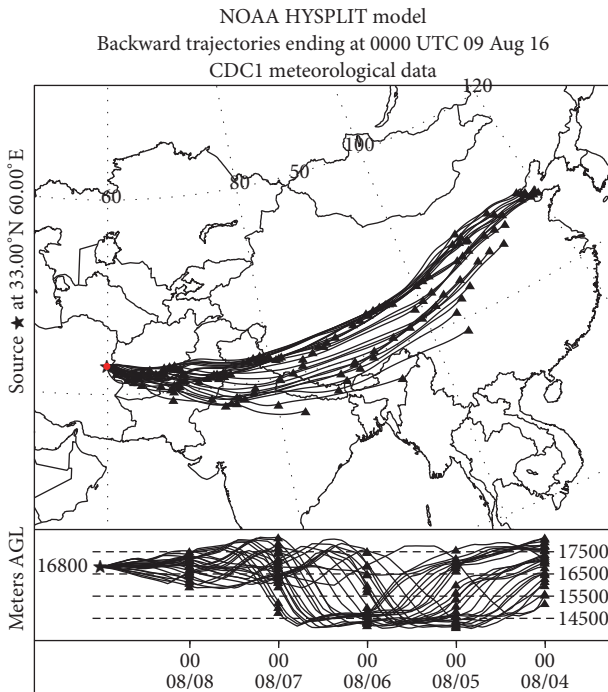 NOAA HYSPLIT model
Backward trajectories ending at 0000 UTC 09 Aug 16
CDC1 meteorological data
Source ★ at 33.00° N 60.00° E
120
100
50
80
60
Meters AGL
16800
17500
16500
15500
14500
00 00 00 00 00
08/08 08/07 08/06 08/05 08/04